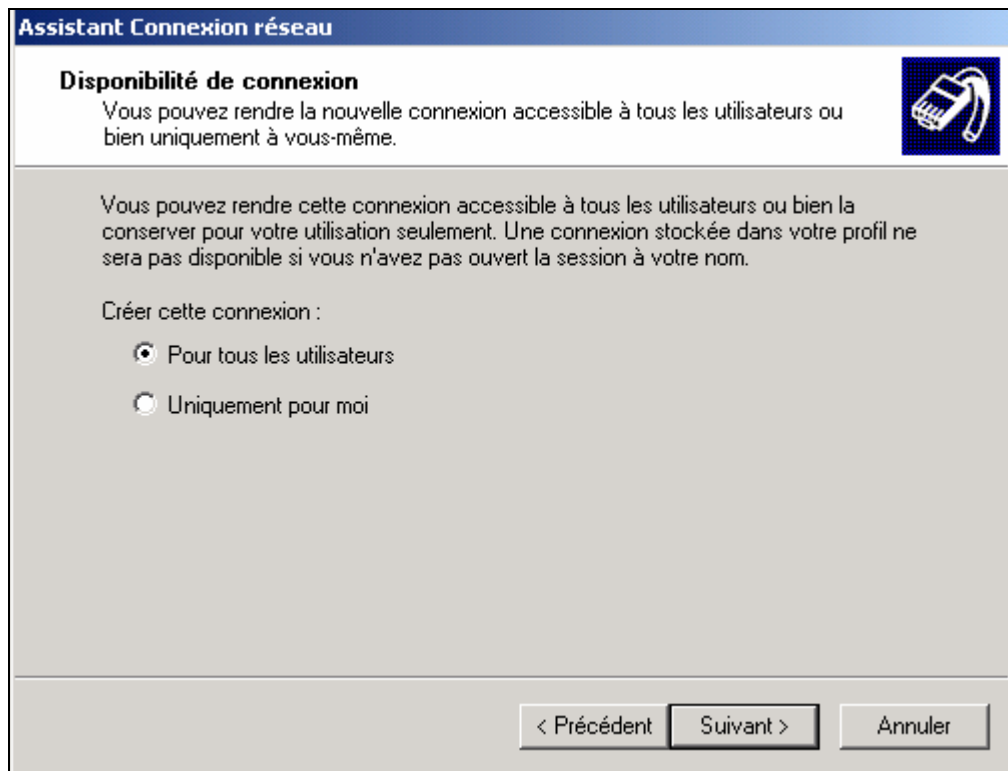 Assistant Connexion réseau
Disponibilité de connexion
Vous pouvez rendre la nouvelle connexion accessible à tous les utilisateurs ou
bien uniquement à vous-même.
Vous pouvez rendre cette connexion accessible à tous les utilisateurs ou bien la
conserver pour votre utilisation seulement. Une connexion stockée dans votre profil ne
sera pas disponible si vous n'avez pas ouvert la session à votre nom.
Créer cette connexion :
Pour tous les utilisateurs
Uniquement pour moi
< Précédent Suivant > Annuler